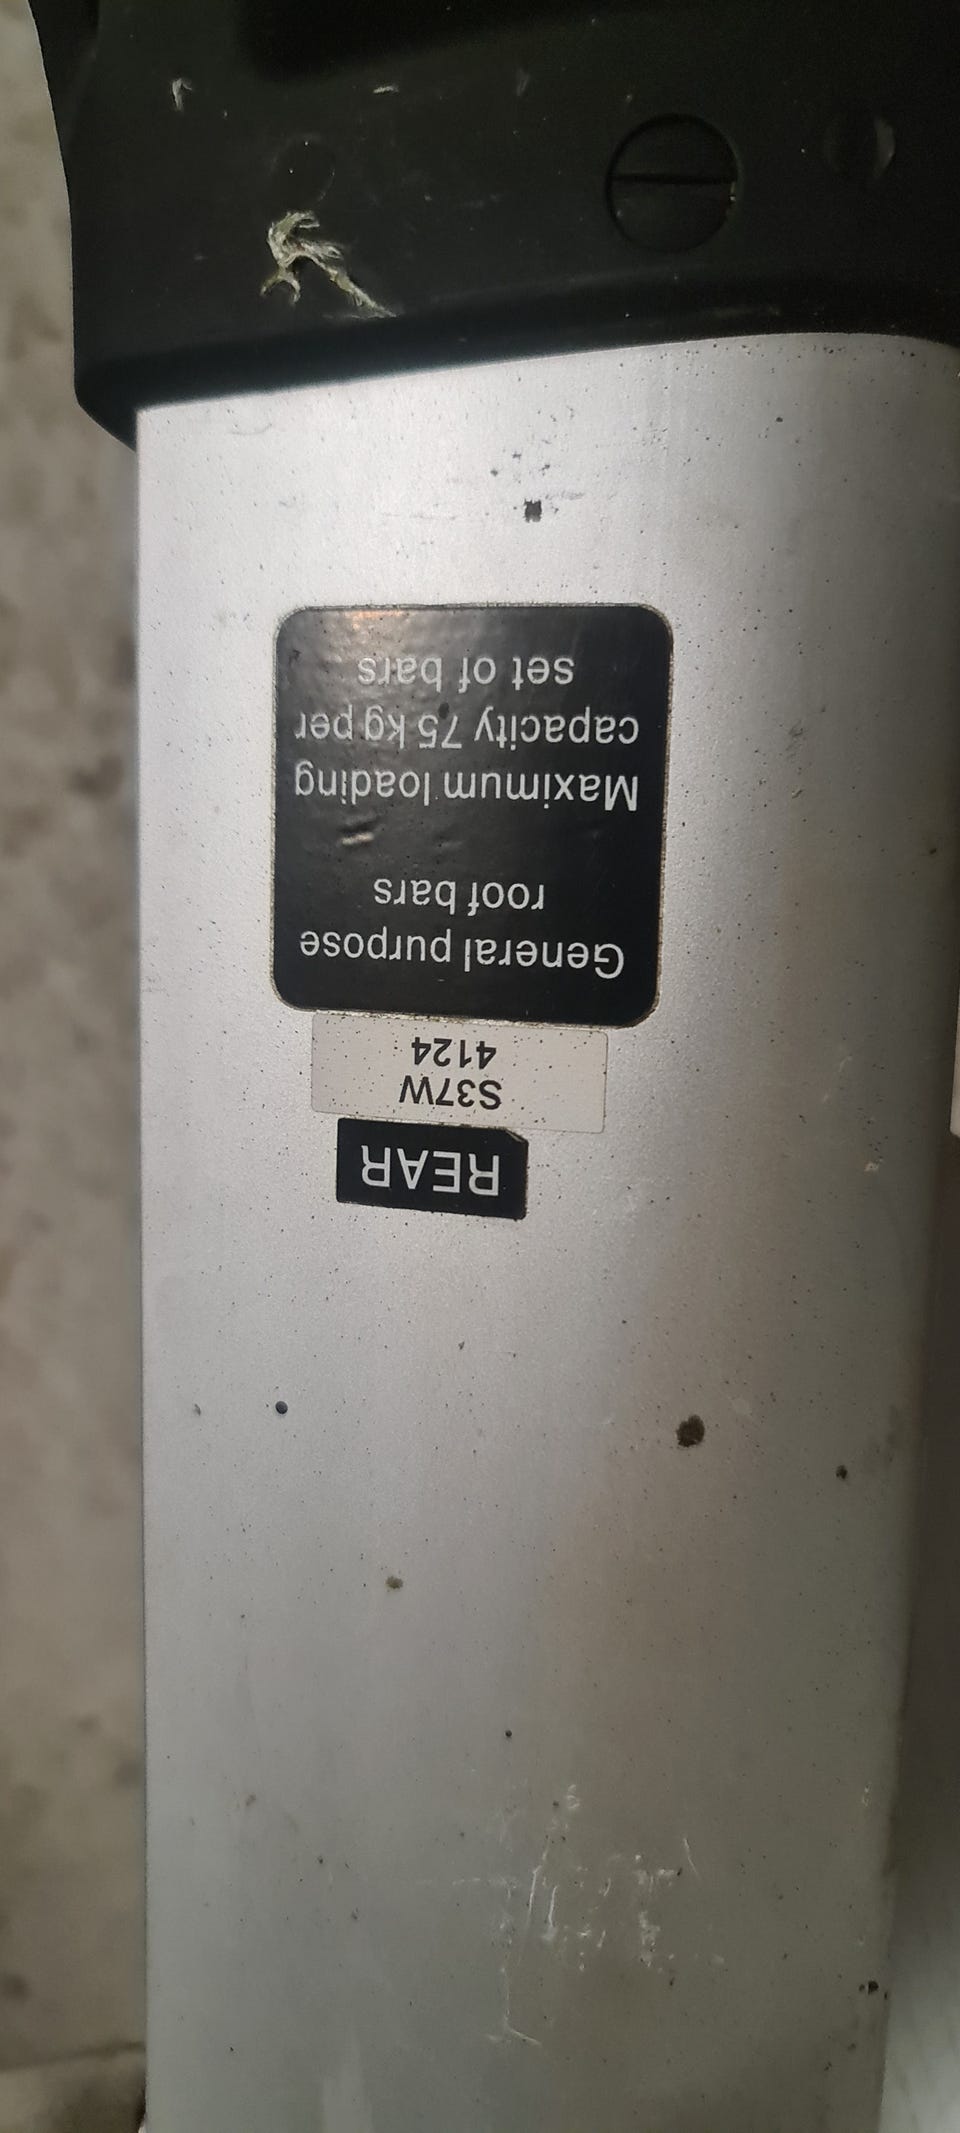 REAR
S37W
4124
General purpose
roof bars
Maximum loading
capacity 75 kg per
set of bars